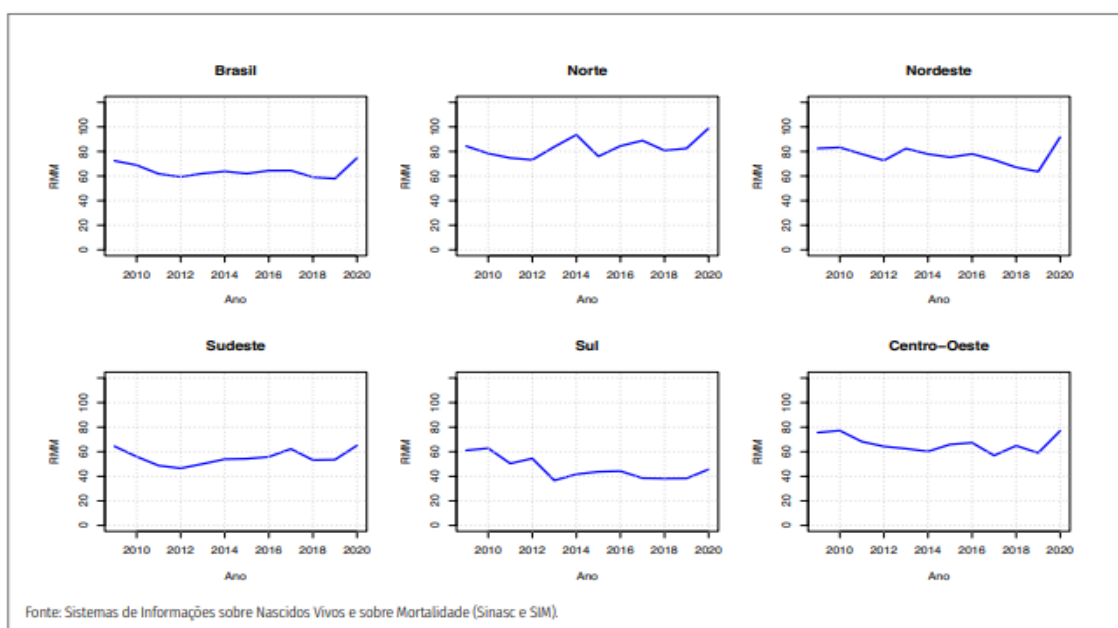 Brasil
RMM
0 20 40 60 80 100
2010 2012 2014 2016 2018 2020
Ano
Norte
RMM
0 20 40 60 80 100
2010 2012 2014 2016 2018 2020
Ano
Nordeste
RMM
0 20 40 60 80 100
2010 2012 2014 2016 2018 2020
Ano
Sudeste
RMM
0 20 40 60 80 100
2010 2012 2014 2016 2018 2020
Ano
Sul
RMM
0 20 40 60 80 100
2010 2012 2014 2016 2018 2020
Ano
Centro-Oeste
RMM
0 20 40 60 80 100
2010 2012 2014 2016 2018 2020
Ano
Fonte: Sistemas de Informações sobre Nascidos Vivos e sobre Mortalidade (Sinasc e SIM).